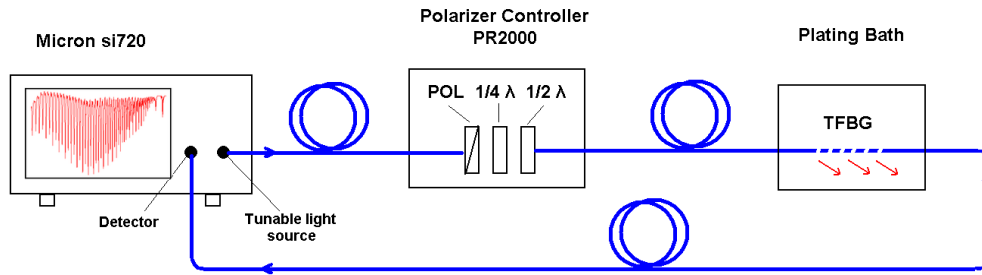 Micron si720
Polarizer Controller
PR2000
Plating Bath
POL 1/4 λ 1/2 λ
TFBG
Detector
Tunable light
source